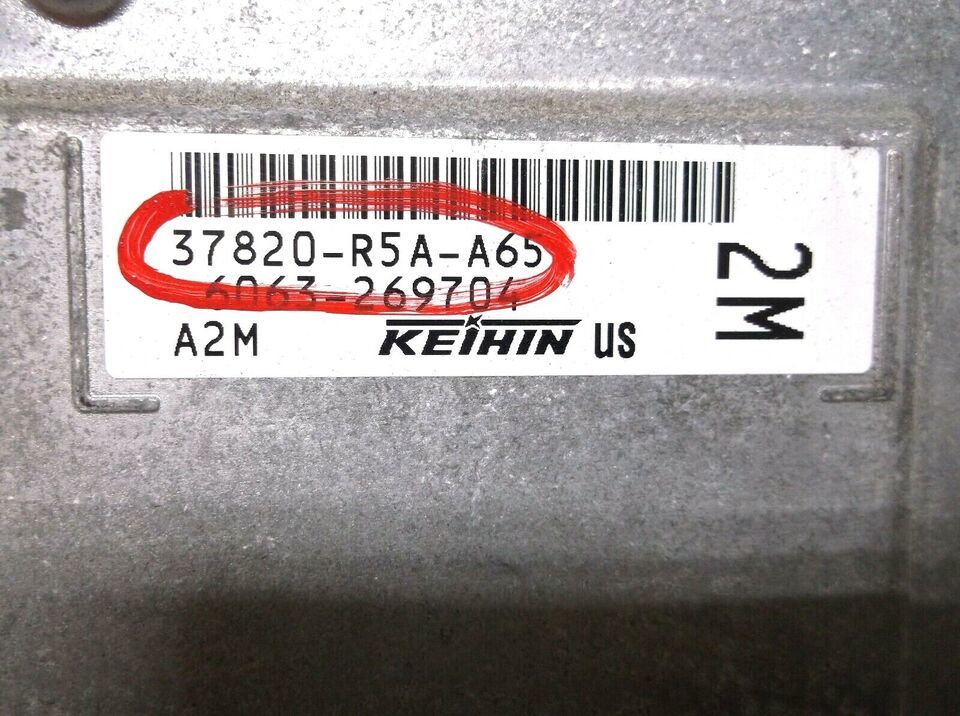 37820-R5A-A65
6063-269704
A2M
KEIHIN US
2M